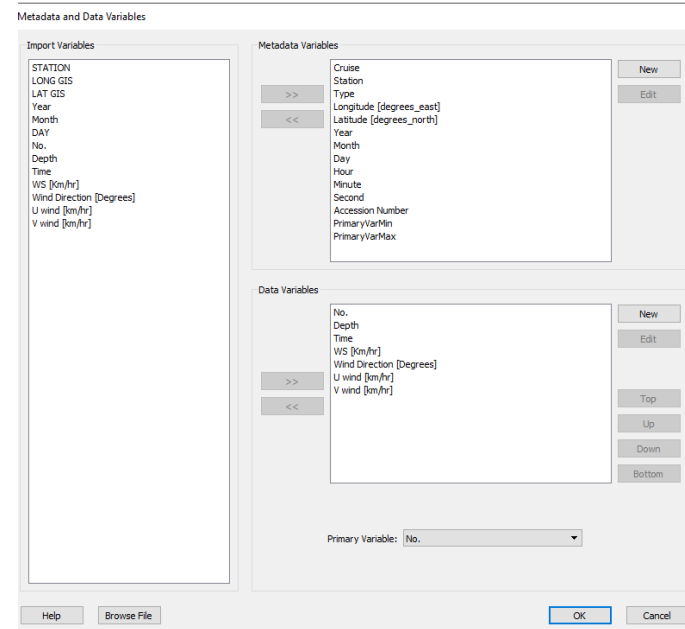 Metadata and Data Variables
Import Variables
STATION
LONG GIS
LAT GIS
Year
Month
DAY
No.
Depth
Time
WS [Km/hr]
Wind Direction [Degrees]
U wind [km/hr]
V wind [km/hr]
Metadata Variables
>>
<<
Cruise
Station
Type
Longitude [degrees_east]
Latitude [degrees_north]
Year
Month
Day
Hour
Minute
Second
Accession Number
PrimaryVarMin
PrimaryVarMax
New
Edit
Data Variables
>>
<<
No.
Depth
Time
WS [Km/hr]
Wind Direction [Degrees]
U wind [km/hr]
V wind [km/hr]
New
Edit
Top
Up
Down
Bottom
Primary Variable: No.
Help Browse File OK Cancel